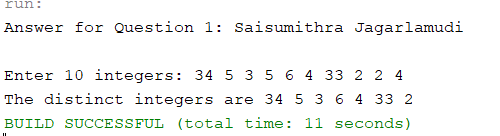 run:
Answer for Question 1: Saisumithra Jagarlamudi
Enter 10 integers: 34 5 3 5 6 4 33 2 2 4
The distinct integers are 34 5 3 6 4 33 2
BUILD SUCCESSFUL (total time: 11 seconds)